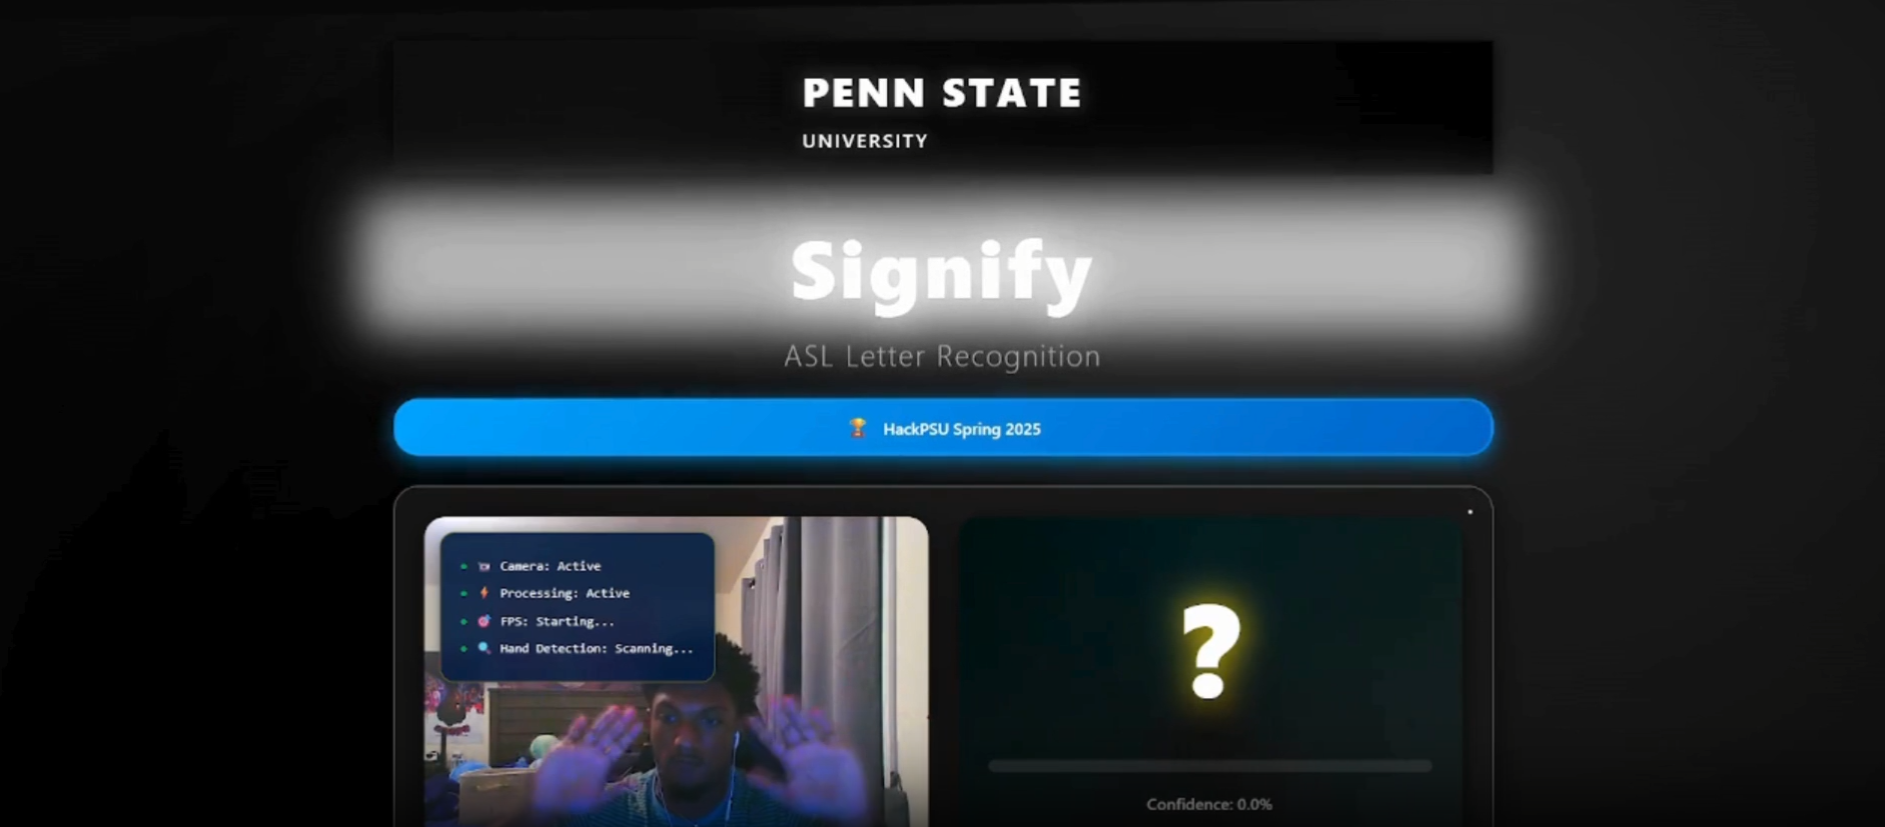 PENN STATE
UNIVERSITY
Signify
ASL Letter Recognition
HackPSU Spring 2025
Camera: Active
Processing: Active
FPS: Starting...
Hand Detection: Scanning...
?
Confidence: 0.0%